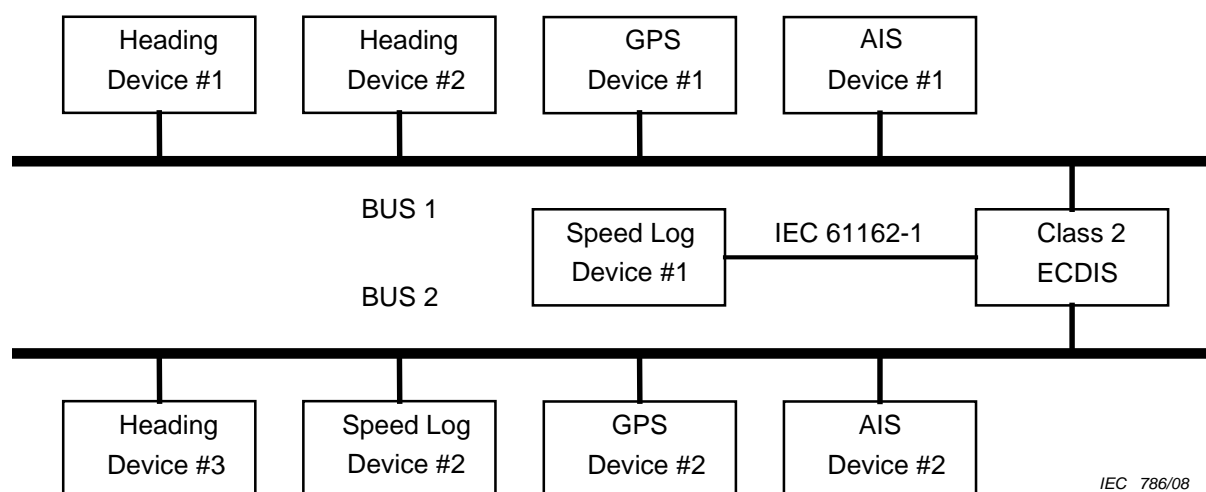 Heading
Device #1
Heading
Device #2
GPS
Device #1
AIS
Device #1
BUS 1
Speed Log
Device #1
IEC 61162-1
Class 2
ECDIS
BUS 2
Heading
Device #3
Speed Log
Device #2
GPS
Device #2
AIS
Device #2
IEC 786/08